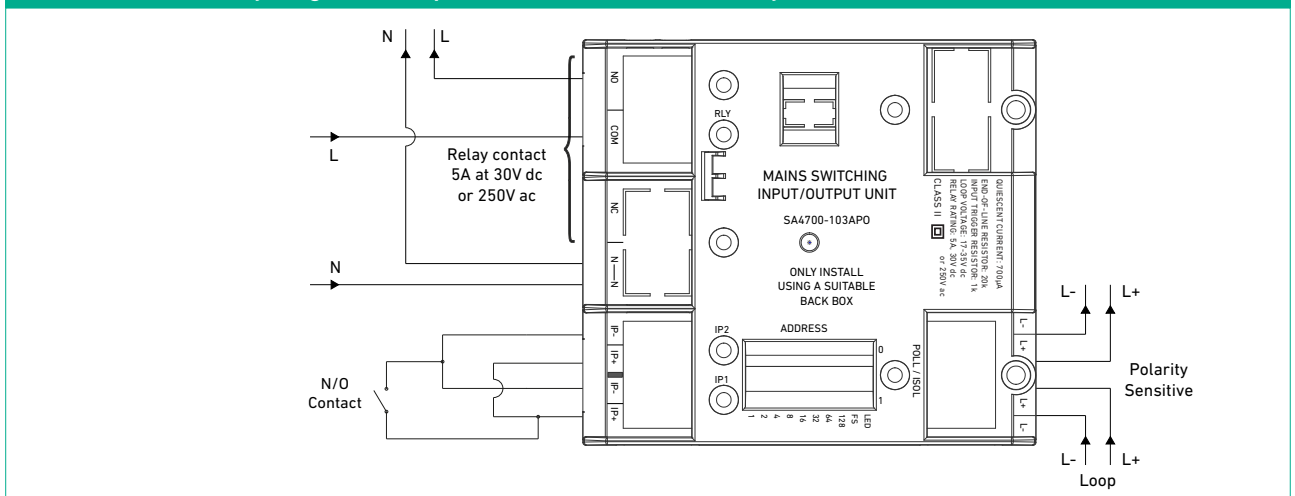 N
L
NO
COM
L
Relay contact
5A at 30V dc
or 250V ac
NC
N
N
N
N
IP-
IP+
IP-
IP+
N/O
Contact
RLY
MAINS SWITCHING
INPUT/OUTPUT UNIT
SA4700-103APO
ONLY INSTALL
USING A SUITABLE
BACK BOX
IP2
ADDRESS
IP1
0
1
1
2
4
8
16
32
64
128
FS
LED
POLL / ISOL
QUIESCENT CURRENT: 700µA
END-OF-LINE RESISTOR: 20k
INPUT TRIGGER RESISTOR: 1k
LOOP VOLTAGE: 17-35V dc
RELAY RATING: 5A, 30V dc
or 250V ac
CLASS II
L-
L+
L-
L+
L+
L-
Polarity
Sensitive
L-
L+
Loop